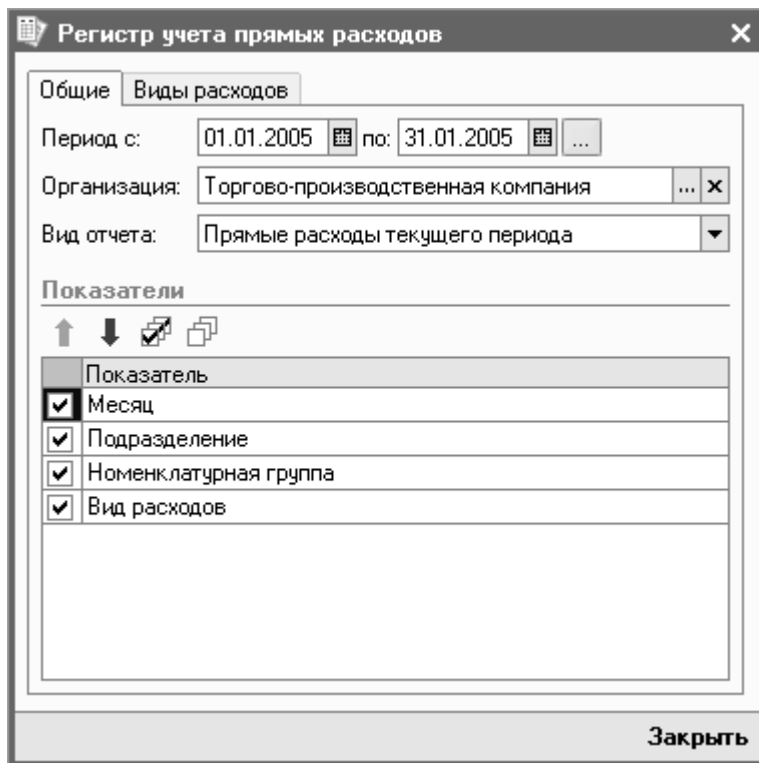 Регистр учета прямых расходов
Общие Виды расходов
Период с: 01.01.2005 по: 31.01.2005 ...
Организация: Торгово-производственная компания ...
Вид отчета: Прямые расходы текущего периода
Показатели
Показатель
Месяц
Подразделение
Номенклатурная группа
Вид расходов
Закрыть